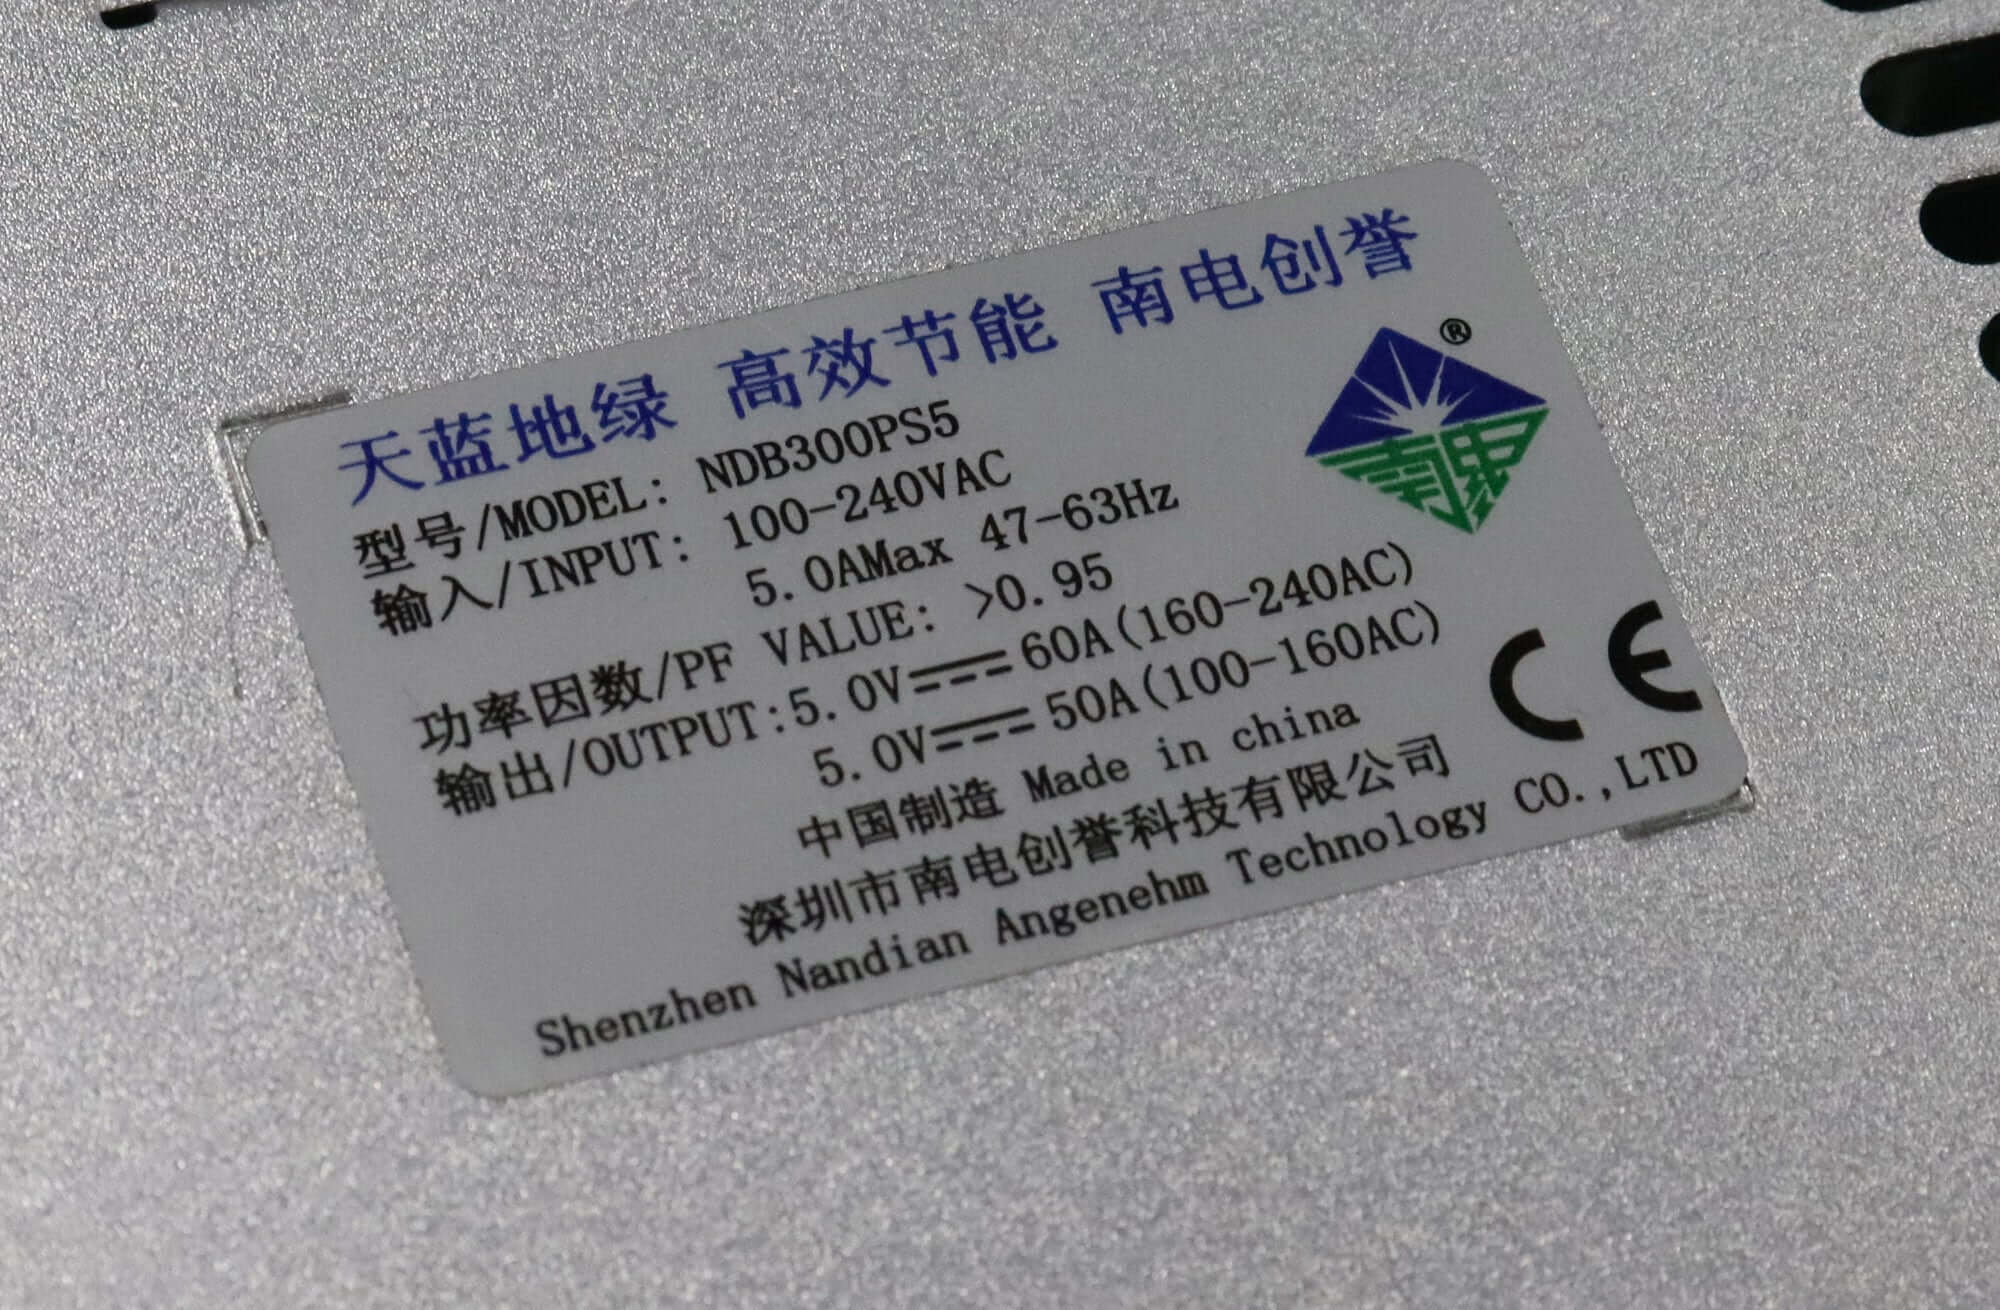 天蓝地绿 高效节能 南电创誉
®
南电
型号/MODEL: NDB300PS5
输入/INPUT: 100-240VAC
5.0AMax 47-63Hz
功率因数/PF VALUE: >0.95
输出/OUTPUT:5.0V⎓60A(160-240AC)
5.0V⎓50A(100-160AC)
CE
中国制造 Made in china
深圳市南电创誉科技有限公司
Shenzhen Nandian Angenehm Technology CO.,LTD